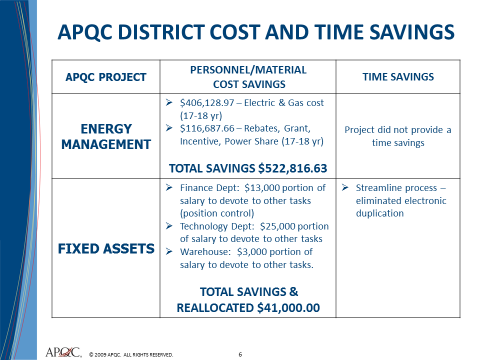 APQC DISTRICT COST AND TIME SAVINGS
APQC PROJECT
PERSONNEL/MATERIAL
COST SAVINGS
TIME SAVINGS
ENERGY
MANAGEMENT
➢ $406,128.97 – Electric & Gas cost
(17-18 yr)
➢ $116,687.66 – Rebates, Grant,
Incentive, Power Share (17-18 yr)
TOTAL SAVINGS $522,816.63
Project did not provide a
time savings
FIXED ASSETS
➢ Finance Dept: $13,000 portion of
salary to devote to other tasks
(position control)
➢ Technology Dept: $25,000 portion
of salary to devote to other tasks
➢ Warehouse: $3,000 portion of
salary to devote to other tasks.
TOTAL SAVINGS &
REALLOCATED $41,000.00
➢ Streamline process –
eliminated electronic
duplication
APQC © 2009 APQC. ALL RIGHTS RESERVED. 6